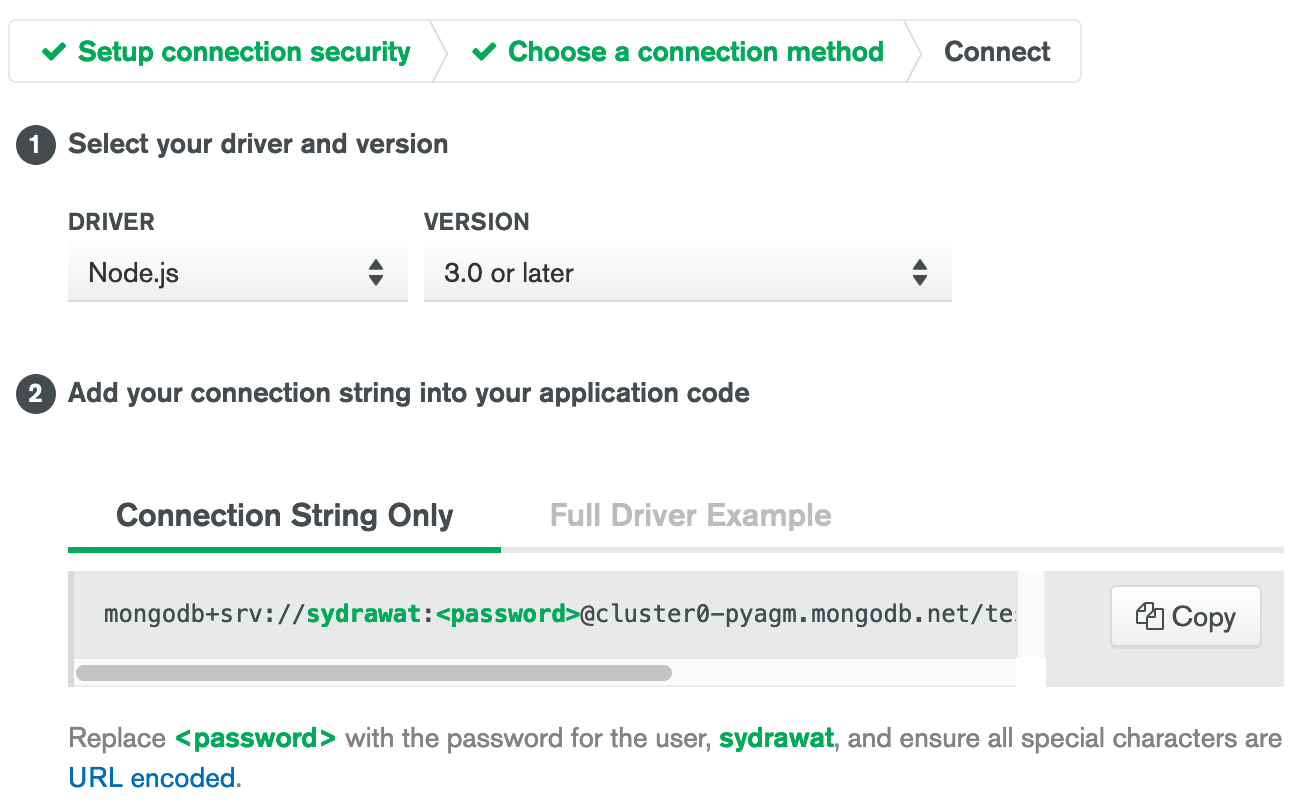 Setup connection security
Choose a connection method
Connect
1 Select your driver and version
DRIVER
VERSION
Node.js
3.0 or later
2 Add your connection string into your application code
Connection String Only
Full Driver Example
mongodb+srv://sydrawat:<password>@cluster0-pyagm.mongodb.net/te
Copy
Replace <password> with the password for the user, sydrawat, and ensure all special characters are
URL encoded.